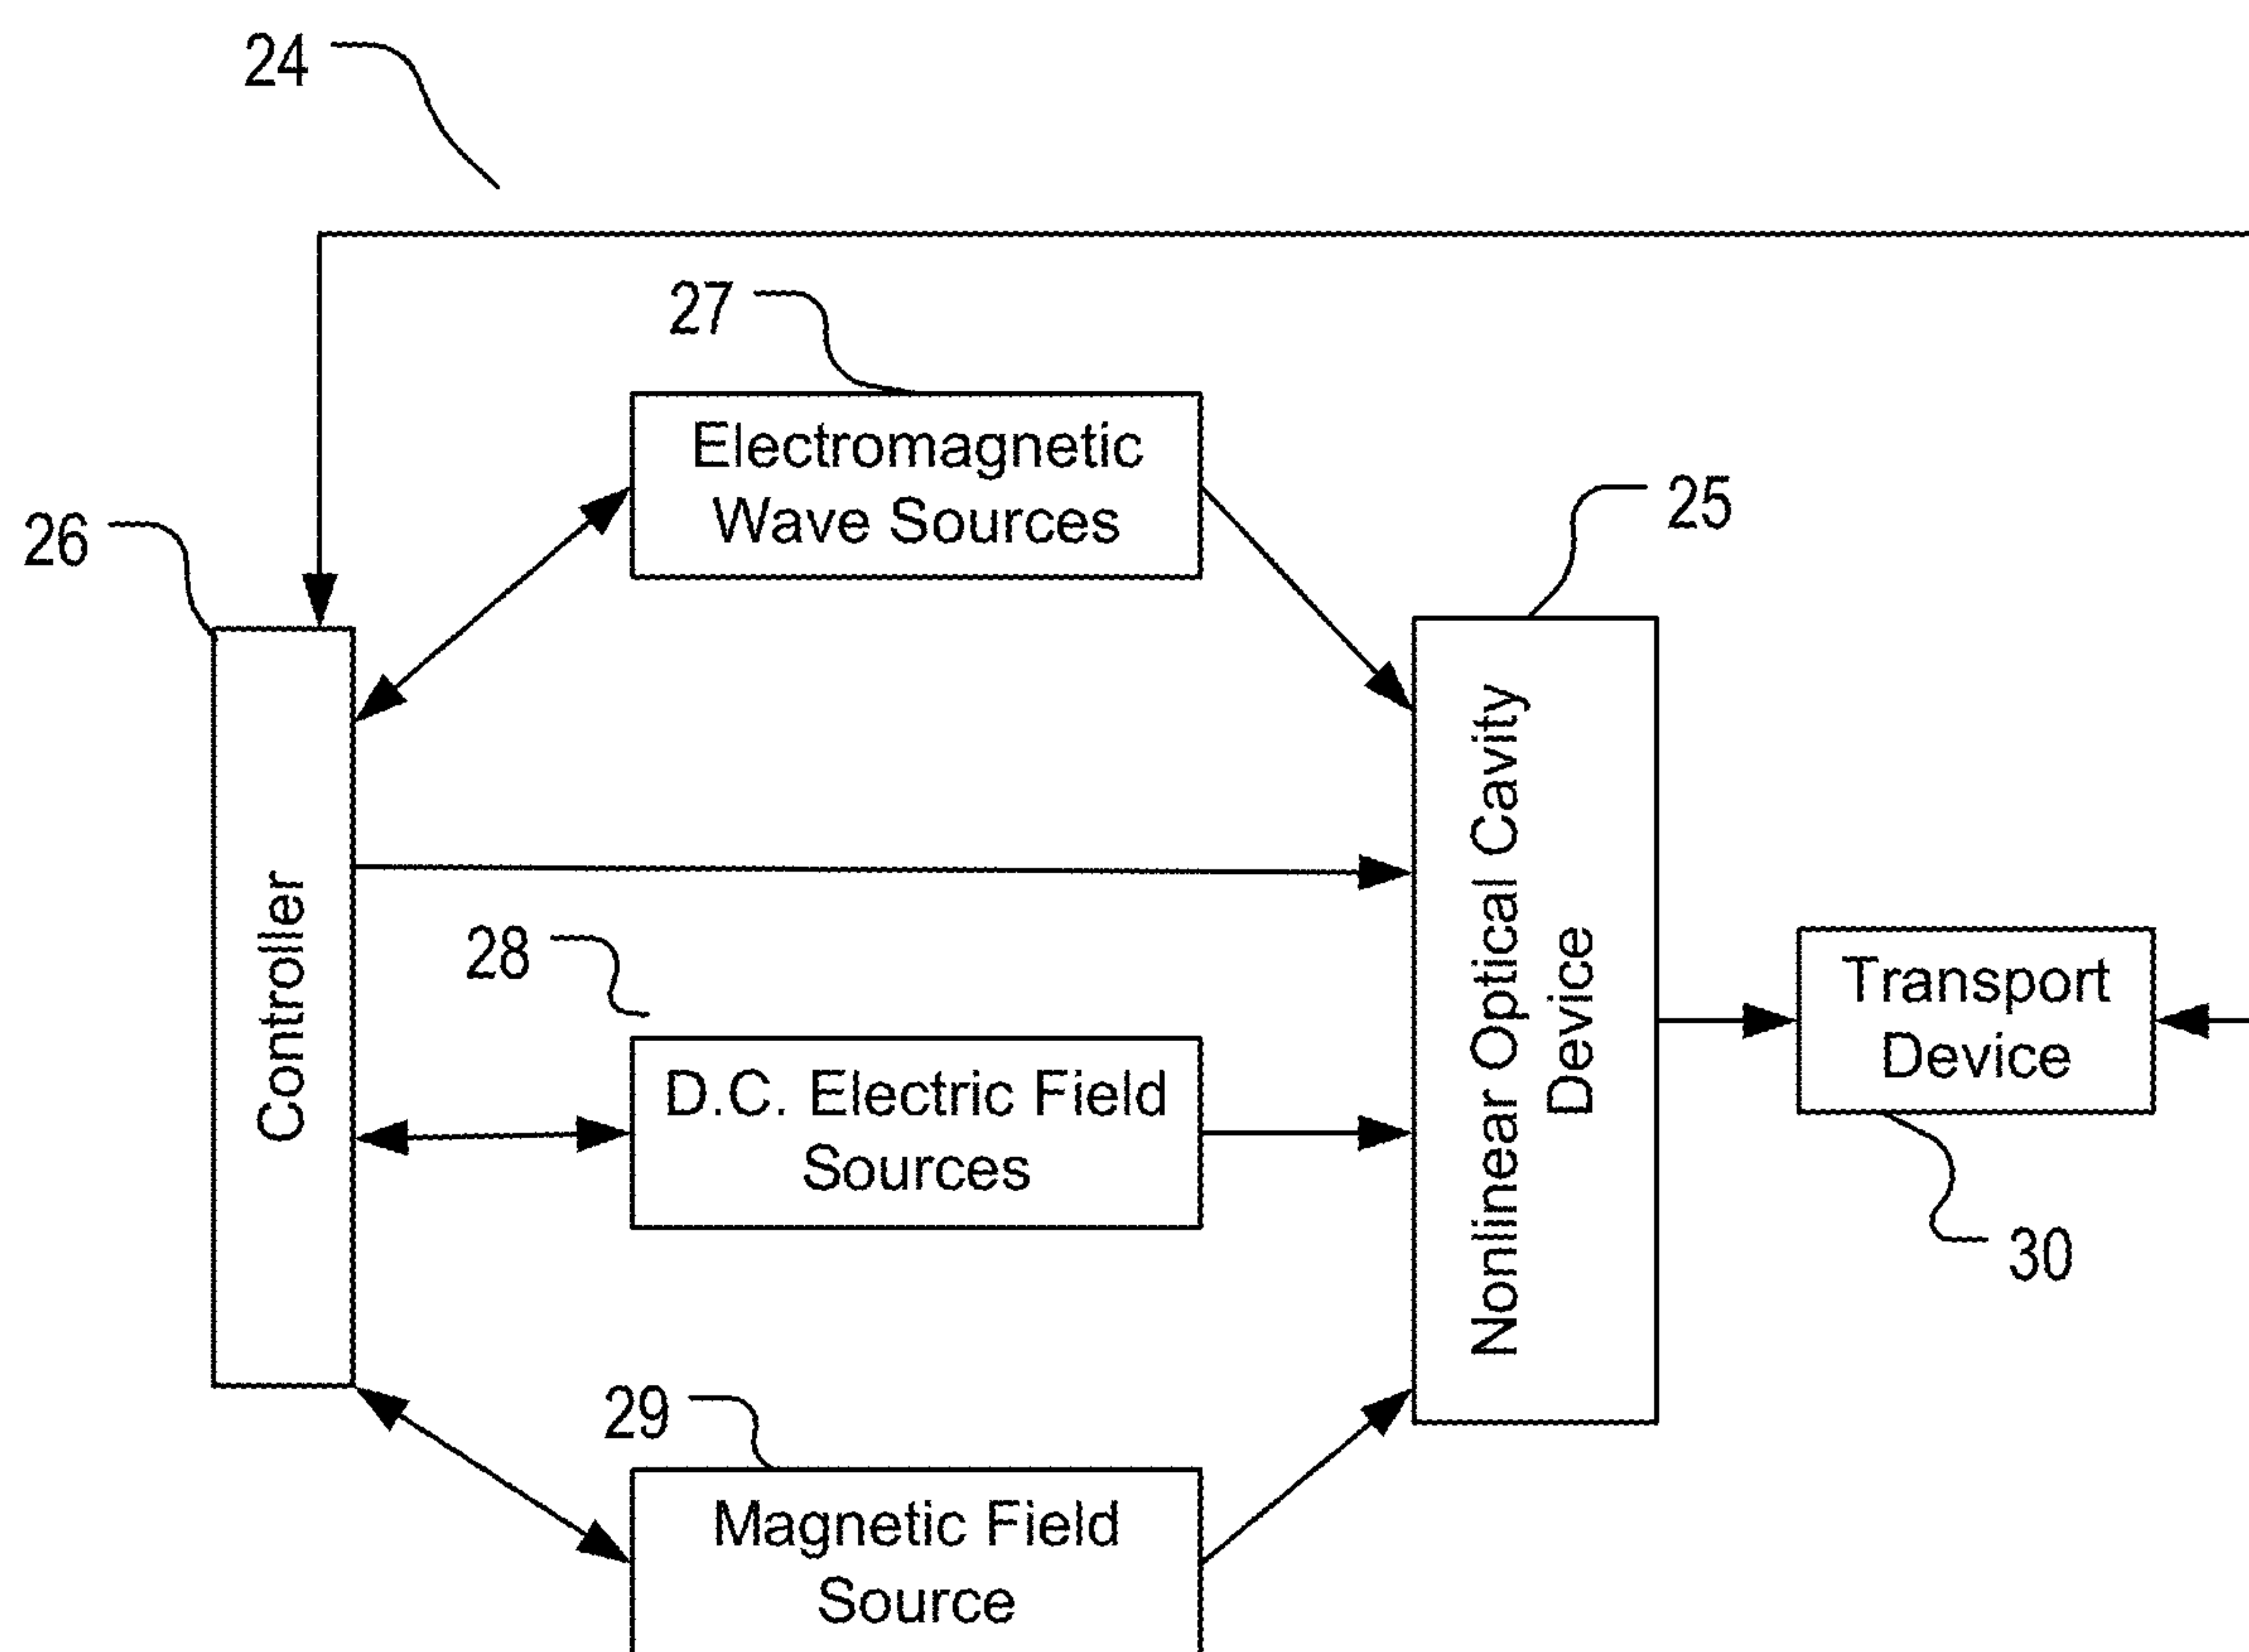 24
27
Electromagnetic
Wave Sources
25
26
Controller
Nonlinear Optical Cavity
Device
28
D.C. Electric Field
Sources
Transport
Device
30
29
Magnetic Field
Source